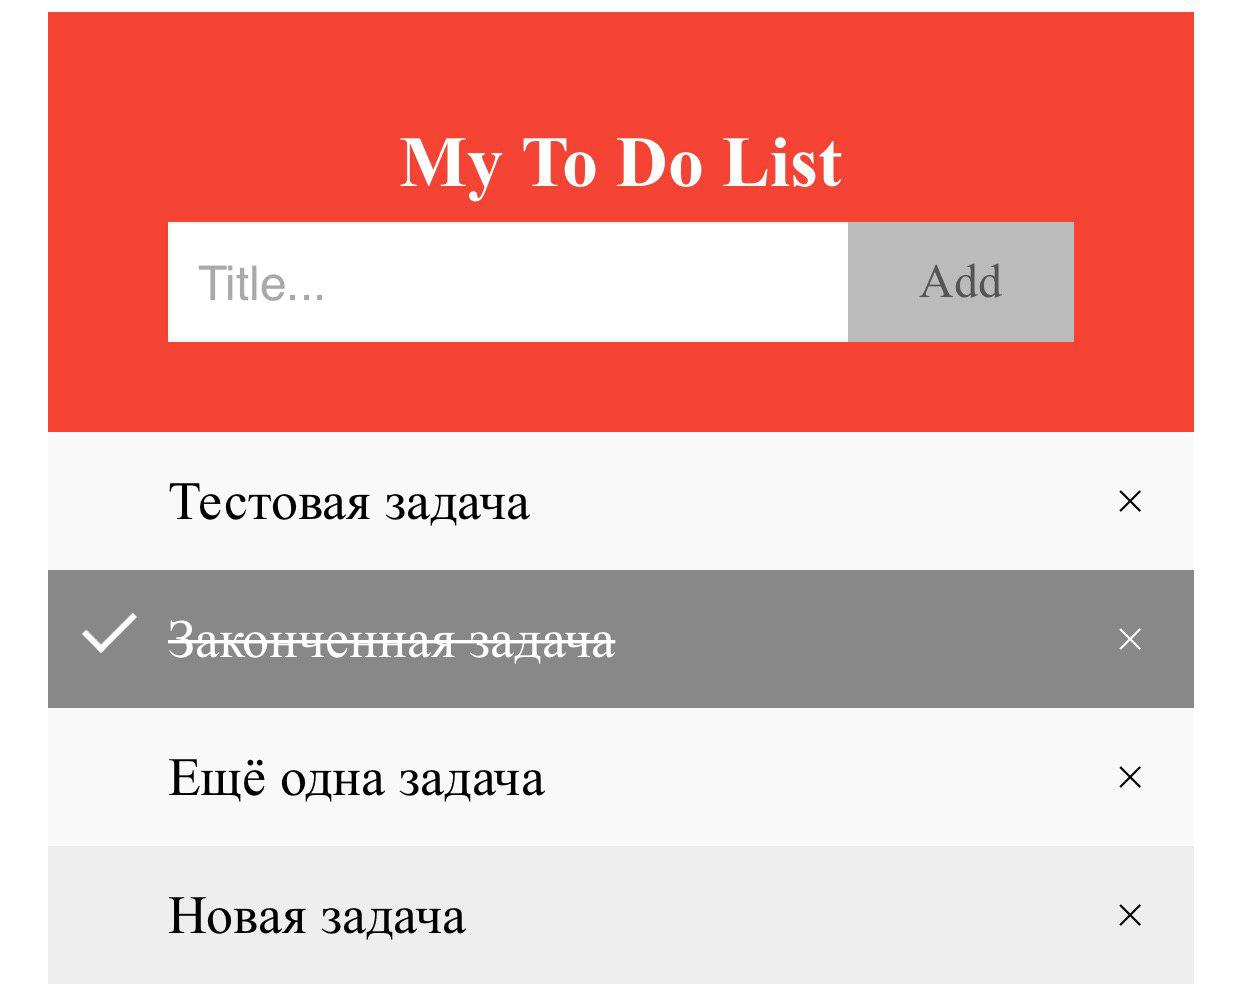 My To Do List
Title...
Add
Тестовая задача
Законченная задача
Ещё одна задача
Новая задача